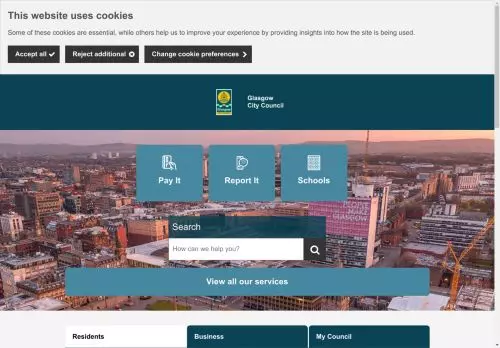 This website uses cookies
Some of these cookies are essential, while others help us to improve your experience by providing insights into how the site is being used.
Accept all
Reject additional
Change cookie preferences
Glasgow
City Council
Pay It
Report It
Schools
PEOPLE
MAKE
GLASGOW
Search
How can we help you?
View all our services
Residents
Business
My Council